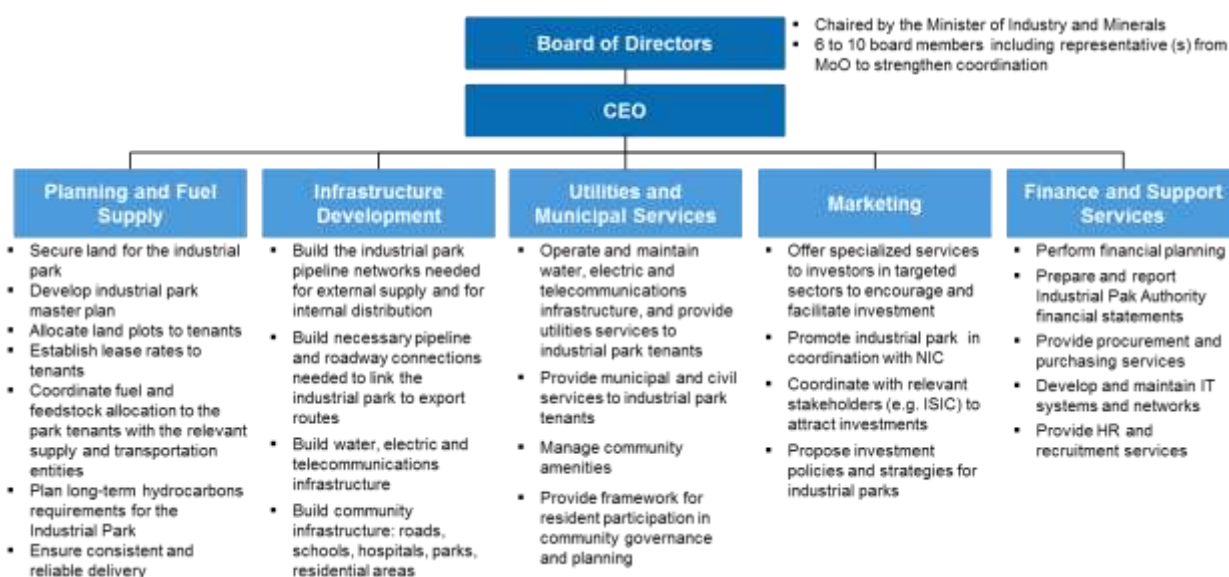 Board of Directors
▪ Chaired by the Minister of Industry and Minerals
▪ 6 to 10 board members including representative (s) from
MoO to strengthen coordination
CEO
Planning and Fuel
Supply
▪ Secure land for the industrial
park
▪ Develop industrial park
master plan
▪ Allocate land plots to tenants
▪ Establish lease rates to
tenants
▪ Coordinate fuel and
feedstock allocation to the
park tenants with the relevant
supply and transportation
entities
▪ Plan long-term hydrocarbons
requirements for the
Industrial Park
▪ Ensure consistent and
reliable delivery
Infrastructure
Development
▪ Build the industrial park
pipeline networks needed
for external supply and for
internal distribution
▪ Build necessary pipeline
and roadway connections
needed to link the
industrial park to export
routes
▪ Build water, electric and
telecommunications
infrastructure
▪ Build community
infrastructure: roads,
schools, hospitals, parks,
residential areas
Utilities and
Municipal Services
▪ Operate and maintain
water, electric and
telecommunications
infrastructure, and provide
utilities services to
industrial park tenants
▪ Provide municipal and civil
services to industrial park
tenants
▪ Manage community
amenities
▪ Provide framework for
resident participation in
community governance
and planning
Marketing
▪ Offer specialized services
to investors in targeted
sectors to encourage and
facilitate investment
▪ Promote industrial park in
coordination with NIC
▪ Coordinate with relevant
stakeholders (e.g. ISIC) to
attract investments
▪ Propose investment
policies and strategies for
industrial parks
Finance and Support
Services
▪ Perform financial planning
▪ Prepare and report
Industrial Pak Authority
financial statements
▪ Provide procurement and
purchasing services
▪ Develop and maintain IT
systems and networks
▪ Provide HR and
recruitment services